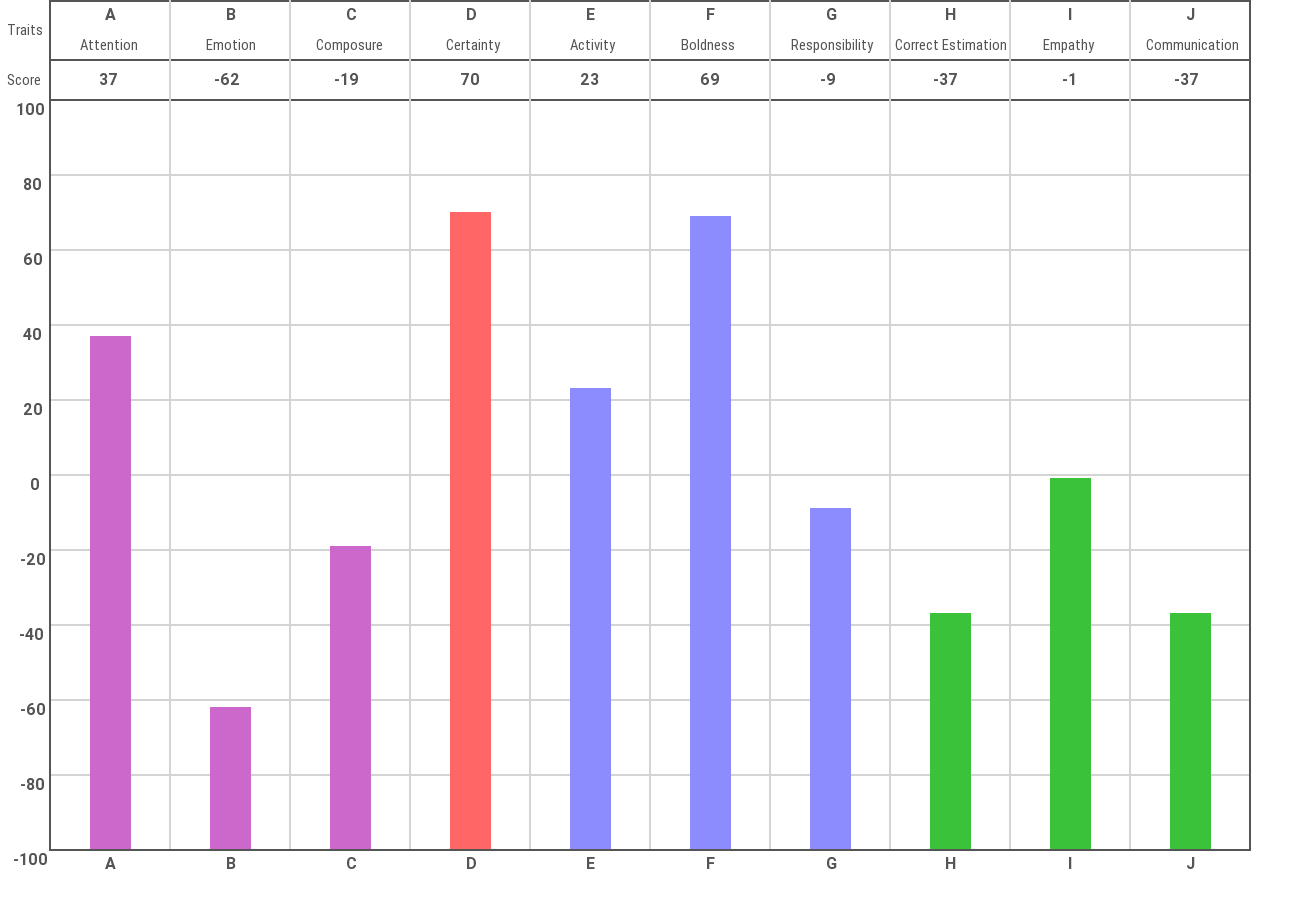 A B C D E F G H I J
Traits Attention Emotion Composure Certainty Activity Boldness Responsibility Correct Estimation Empathy Communication
Score 37 -62 -19 70 23 69 -9 -37 -1 -37
100
80
60
40
20
0
-20
-40
-60
-80
-100
A B C D E F G H I J